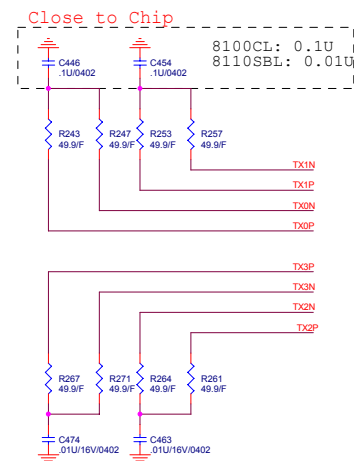 Close to Chip
8100CL: 0.1U
8110SBL: 0.01U
C446
.1U/0402
C454
.1U/0402
R243
49.9/F
R247
49.9/F
R253
49.9/F
R257
49.9/F
TX1N
TX1P
TX0N
TX0P
TX3P
TX3N
TX2N
TX2P
R267
49.9/F
R271
49.9/F
R264
49.9/F
R261
49.9/F
C474
.01U/16V/0402
C463
.01U/16V/0402